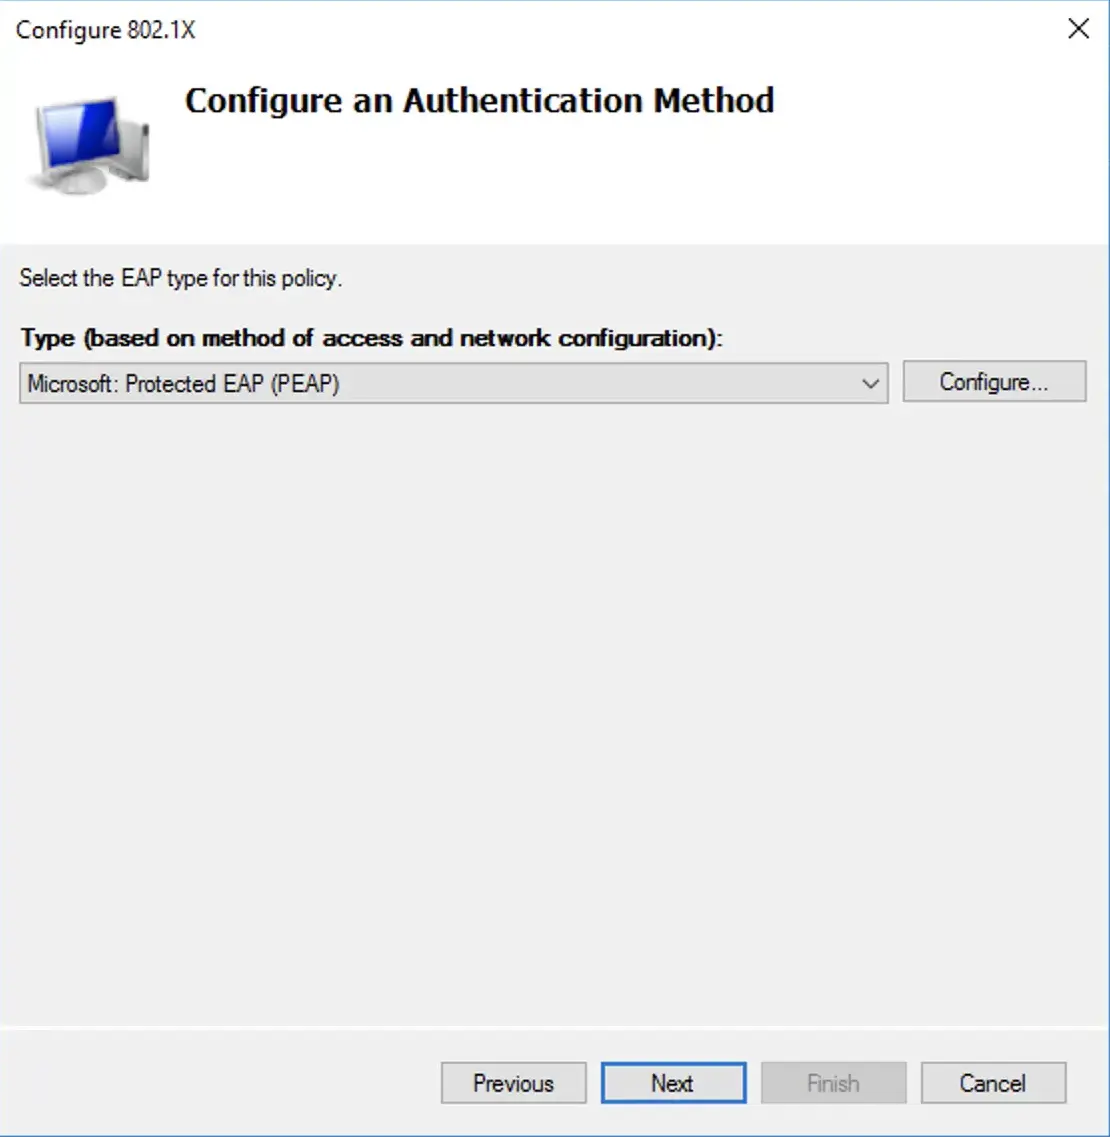 Configure 802.1X
Configure an Authentication Method
Select the EAP type for this policy.
Type (based on method of access and network configuration):
Microsoft: Protected EAP (PEAP)
Configure...
Previous
Next
Finish
Cancel